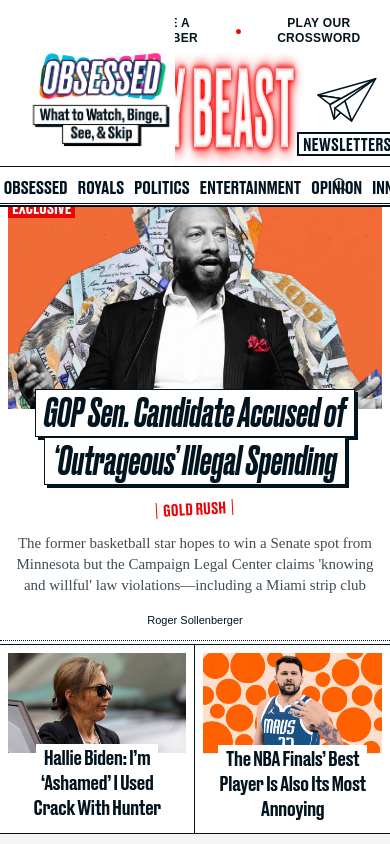 E A
BER
PLAY OUR
CROSSWORD
OBSESSED
What to Watch, Binge,
See, & Skip
Y BEAST
NEWSLETTERS
OBSESSED ROYALS POLITICS ENTERTAINMENT OPINION INN
EXCLUSIVE
GOP Sen. Candidate Accused of
‘Outrageous’ Illegal Spending
GOLD RUSH
The former basketball star hopes to win a Senate spot from
Minnesota but the Campaign Legal Center claims 'knowing
and willful' law violations—including a Miami strip club
Roger Sollenberger
Hallie Biden: I’m
‘Ashamed’ I Used
Crack With Hunter
MAVS
The NBA Finals’ Best
Player Is Also Its Most
Annoying